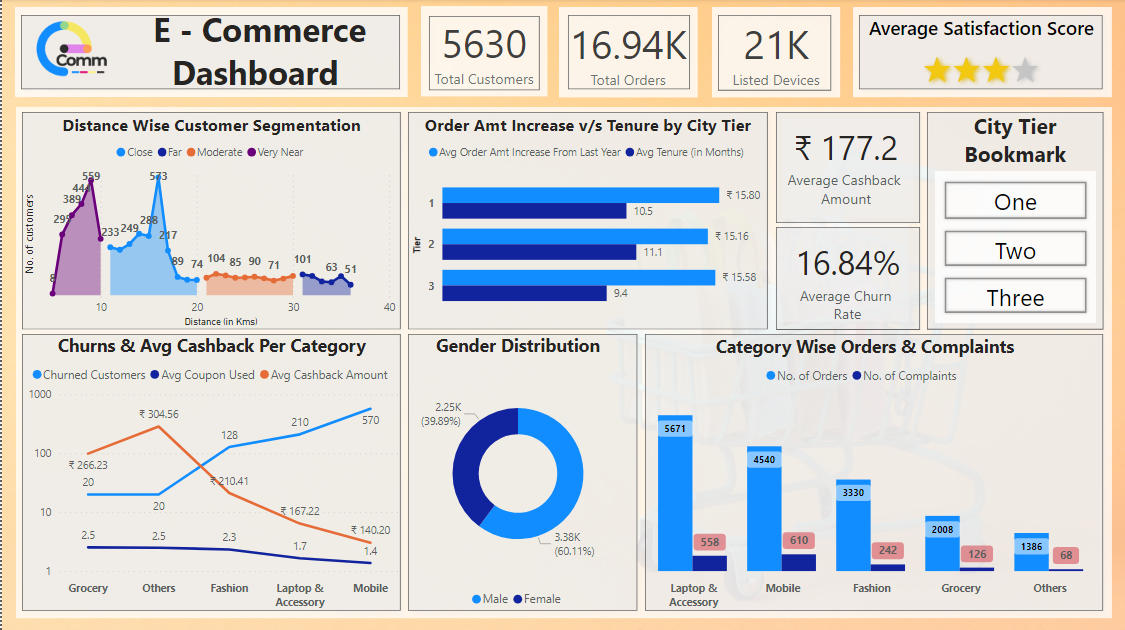 Comm
E - Commerce
Dashboard
5630
Total Customers
16.94K
Total Orders
21K
Listed Devices
Average Satisfaction Score
Distance Wise Customer Segmentation
Close Far Moderate Very Near
No. of customers
8
295
389
444
559
233
249
288
573
217
89
74
104
85
90
71
101
63
51
10 20 30 40
Distance (in Kms)
Order Amt Increase v/s Tenure by City Tier
Avg Order Amt Increase From Last Year Avg Tenure (in Months)
Tier
1
₹ 15.80
10.5
2
₹ 15.16
11.1
3
₹ 15.58
9.4
₹ 177.2
Average Cashback
Amount
16.84%
Average Churn
Rate
City Tier
Bookmark
One
Two
Three
Churns & Avg Cashback Per Category
Churned Customers Avg Coupon Used Avg Cashback Amount
1000
100
10
1
₹ 266.23
₹ 304.56
₹ 210.41
₹ 167.22
₹ 140.20
20
20
128
210
570
2.5
2.5
2.3
1.7
1.4
Grocery Others Fashion Laptop & Mobile
Accessory
Gender Distribution
2.25K
(39.89%)
3.38K
(60.11%)
Male Female
Category Wise Orders & Complaints
No. of Orders No. of Complaints
5671
558
4540
610
3330
242
2008
126
1386
68
Laptop & Mobile Fashion Grocery Others
Accessory